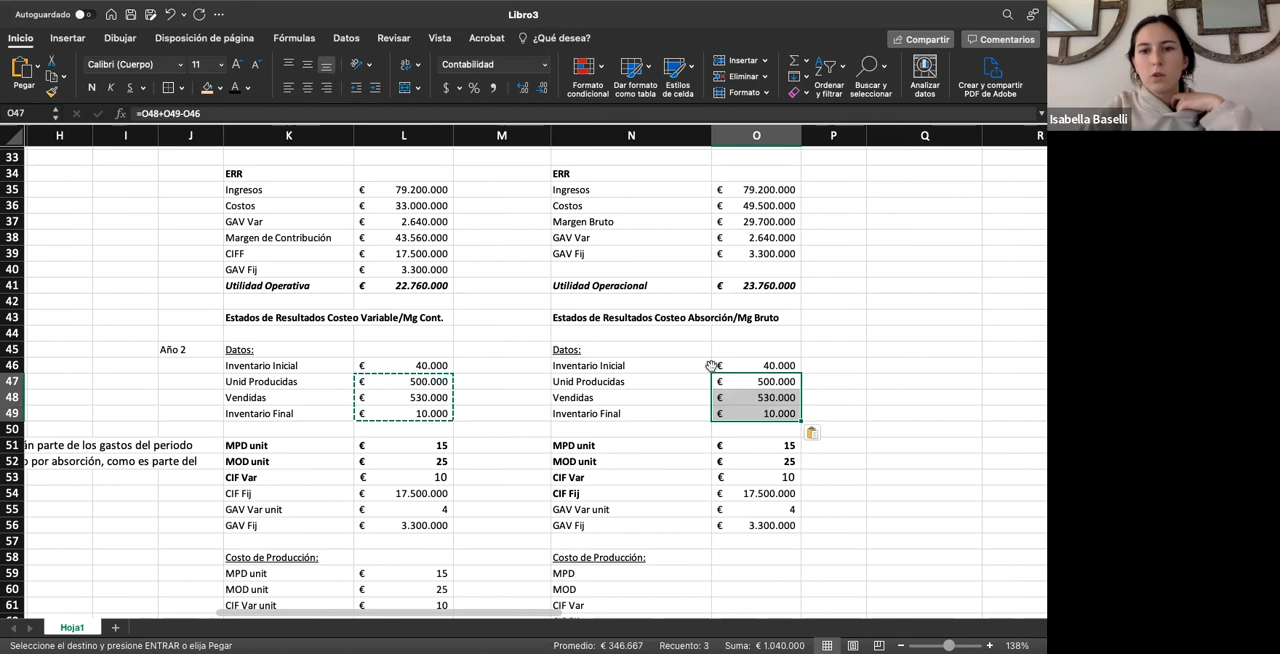 Autoguardado
Libro3
Inicio Insertar Dibujar Disposición de página Fórmulas Datos Revisar Vista Acrobat ¿Qué desea? Compartir Comentarios
Pegar Calibri (Cuerpo) 11 Contabilidad Formato condicional Dar formato como tabla Estilos de celda Insertar Eliminar Formato Ordenar y filtrar Buscar y seleccionar Analizar datos Crear y compartir PDF de Adobe
N K S A $ %
O47 fx =O48+O49-O46
H I J K L M N O P Q R
33
34 ERR ERR
35 Ingresos € 79.200.000 Ingresos € 79.200.000
36 Costos € 33.000.000 Costos € 49.500.000
37 GAV Var € 2.640.000 Margen Bruto € 29.700.000
38 Margen de Contribución € 43.560.000 GAV Var € 2.640.000
39 CIFF € 17.500.000 GAV Fij € 3.300.000
40 GAV Fij € 3.300.000
41 Utilidad Operativa € 22.760.000 Utilidad Operacional € 23.760.000
42
43 Estados de Resultados Costeo Variable/Mg Cont. Estados de Resultados Costeo Absorción/Mg Bruto
44
45 Año 2 Datos: Datos:
46 Inventario Inicial € 40.000 Inventario Inicial € 40.000
47 Unid Producidas € 500.000 Unid Producidas € 500.000
48 Vendidas € 530.000 Vendidas € 530.000
49 Inventario Final € 10.000 Inventario Final € 10.000
50
51 parte de los gastos del periodo MPD unit € 15 MPD unit € 15
52 por absorción, como es parte del MOD unit € 25 MOD unit € 25
53 CIF Var € 10 CIF Var € 10
54 CIF Fij € 17.500.000 CIF Fij € 17.500.000
55 GAV Var unit € 4 GAV Var unit € 4
56 GAV Fij € 3.300.000 GAV Fij € 3.300.000
57
58 Costo de Producción: Costo de Producción:
59 MPD unit € 15 MPD
60 MOD unit € 25 MOD
61 CIF Var unit € 10 CIF Var
Hoja1
Seleccione el destino y presione ENTRAR o elija Pegar Promedio: € 346.667 Recuento: 3 Suma: € 1.040.000 138%
Isabella Baselli